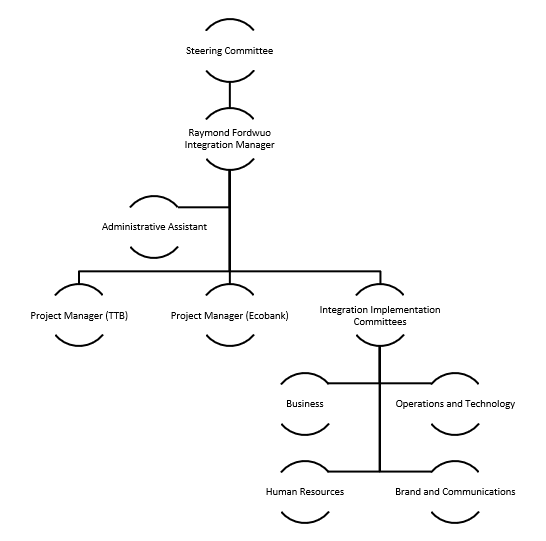 Steering Committee
Raymond Fordwuo
Integration Manager
Administrative Assistant
Project Manager (TTB)
Project Manager (Ecobank)
Integration Implementation
Committees
Business
Operations and Technology
Human Resources
Brand and Communications